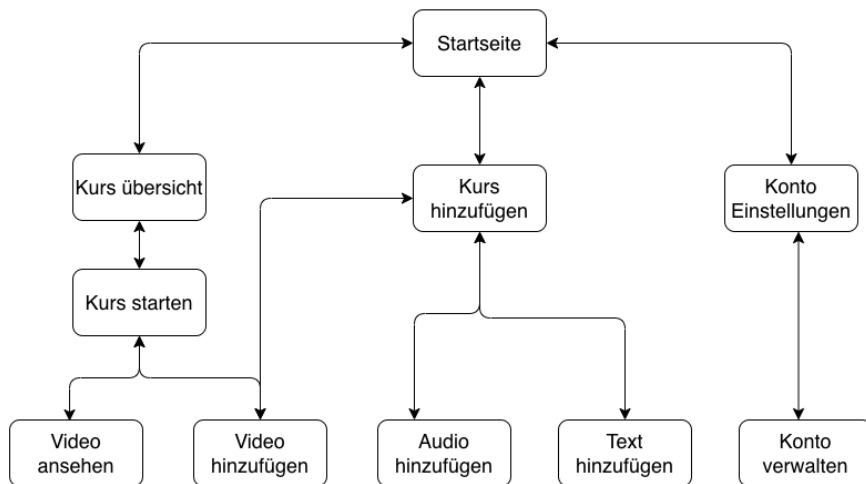 Startseite
Kurs übersicht
Kurs
hinzufügen
Konto
Einstellungen
Kurs starten
Video
ansehen
Video
hinzufügen
Audio
hinzufügen
Text
hinzufügen
Konto
verwalten